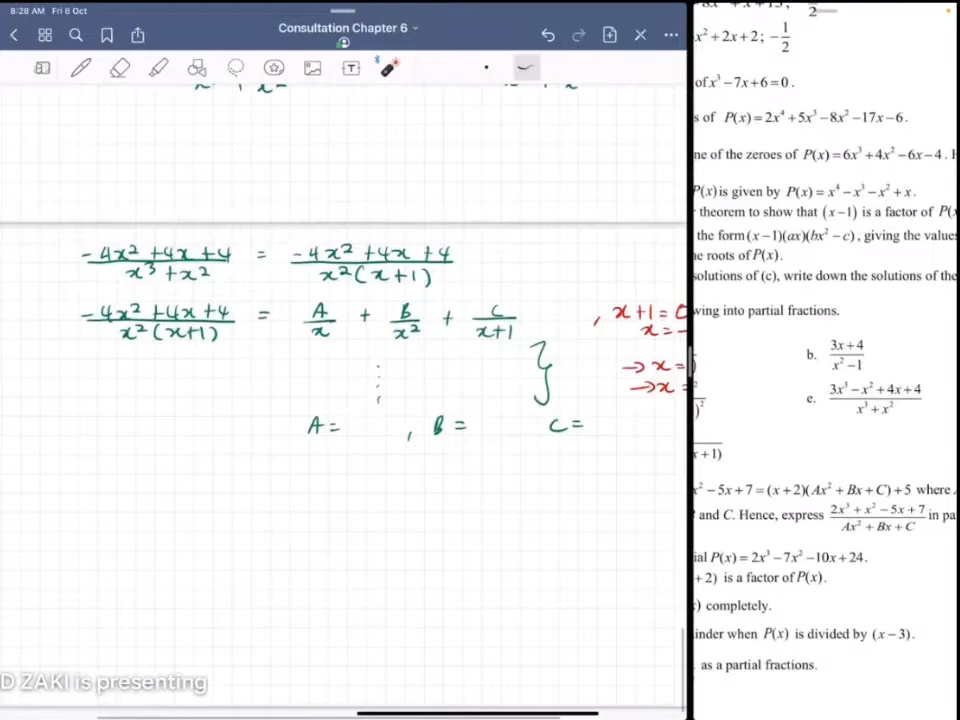 8:28 AM Fri 8 Oct
Consultation Chapter 6
-4x² +4x +4 / x³ + x² = -4x² +4x +4 / x²(x+1)
-4x² +4x +4 / x²(x+1) = A/x + B/x² + C/x+1 , x+1 = 0
x = -
→ x =
→ x =
A = , B = C =
D ZAKI is presenting
2
x² + 2x + 2 ; -1/2
of x³ - 7x + 6 = 0 .
s of P(x) = 2x⁴ + 5x³ - 8x² - 17x - 6 .
ne of the zeroes of P(x) = 6x³ + 4x² - 6x - 4 . H
P(x) is given by P(x) = x⁴ - x³ - x² + x .
theorem to show that (x - 1) is a factor of P(x
the form (x - 1)(ax)(bx² - c), giving the values
e roots of P(x).
solutions of (c), write down the solutions of the
wing into partial fractions.
b. 3x + 4 / x² - 1
e. 3x³ - x² + 4x + 4 / x³ + x²
)²
x + 1)
x² - 5x + 7 = (x + 2)(Ax² + Bx + C) + 5 where
and C. Hence, express 2x³ + x² - 5x + 7 / Ax² + Bx + C in pa
ial P(x) = 2x³ - 7x² - 10x + 24.
+ 2) is a factor of P(x).
) completely.
inder when P(x) is divided by (x - 3).
as a partial fractions.